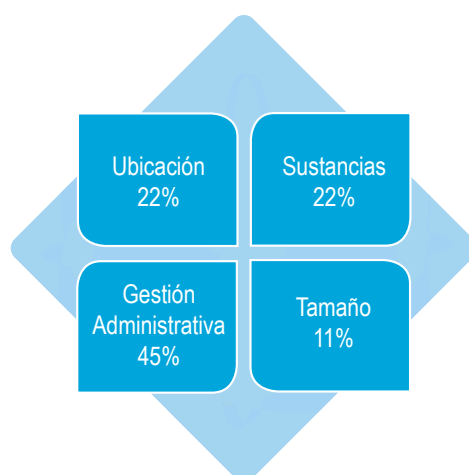 Ubicación
22%
Sustancias
22%
Gestión
Administrativa
45%
Tamaño
11%